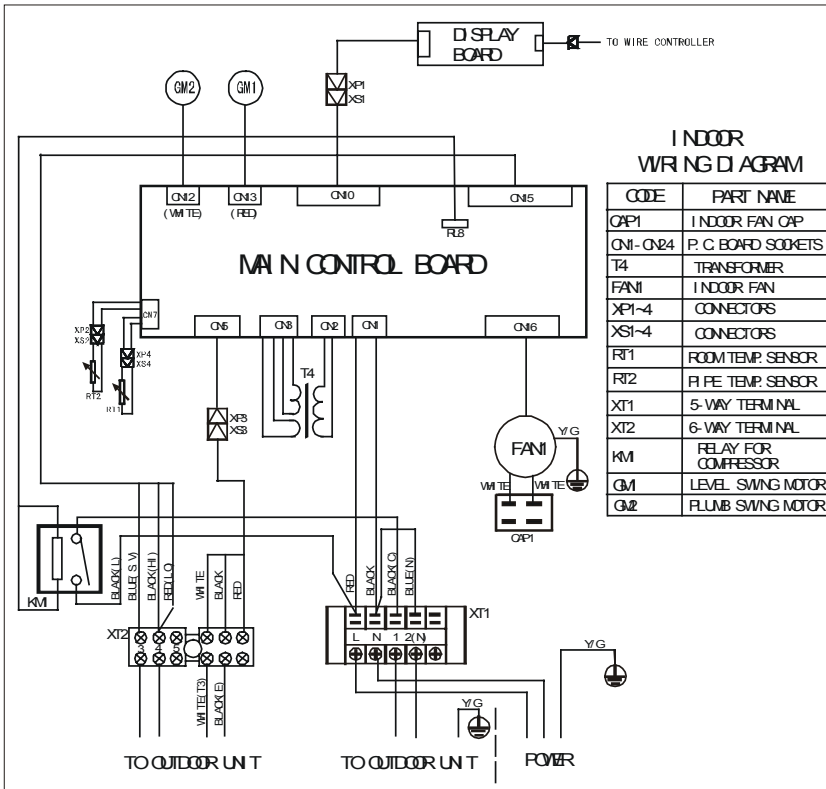 DISPLAY
BOARD
TO WIRE CONTROLLER
GM2
GM1
XP1
XS1
INDOOR
WIRING DIAGRAM
CODE PART NAME
CAP1 INDOOR FAN CAP
CN1-CN24 P.C. BOARD SOCKETS
T4 TRANSFORMER
FAN1 INDOOR FAN
XP1~4 CONNECTORS
XS1~4 CONNECTORS
RT1 ROOM TEMP. SENSOR
RT2 PIPE TEMP. SENSOR
XT1 5-WAY TERMINAL
XT2 6-WAY TERMINAL
KM1 RELAY FOR
COMPRESSOR
GM1 LEVEL SWING MOTOR
GM2 PLUMB SWING MOTOR
CN12
(WHITE)
CN13
(RED)
CN10
CN15
RL8
MAIN CONTROL BOARD
CN7
CN5
CN3
CN2
CN1
CN16
XP2
XS2
XP4
XS4
RT2
RT1
T4
XP3
XS3
FAN1
Y/G
WHITE
WHITE
CAP1
KM1
BLACK(L)
BLUE(SV)
BLACK(HI)
RED(LO)
WHITE
BLACK
RED
RED
BLACK
BLACK(C)
BLUE(N)
XT2
3 4 5
XT1
L N 1 2(N)
WHITE(T3)
BLACK(E)
Y/G
Y/G
TO OUTDOOR UNIT
TO OUTDOOR UNIT
POWER